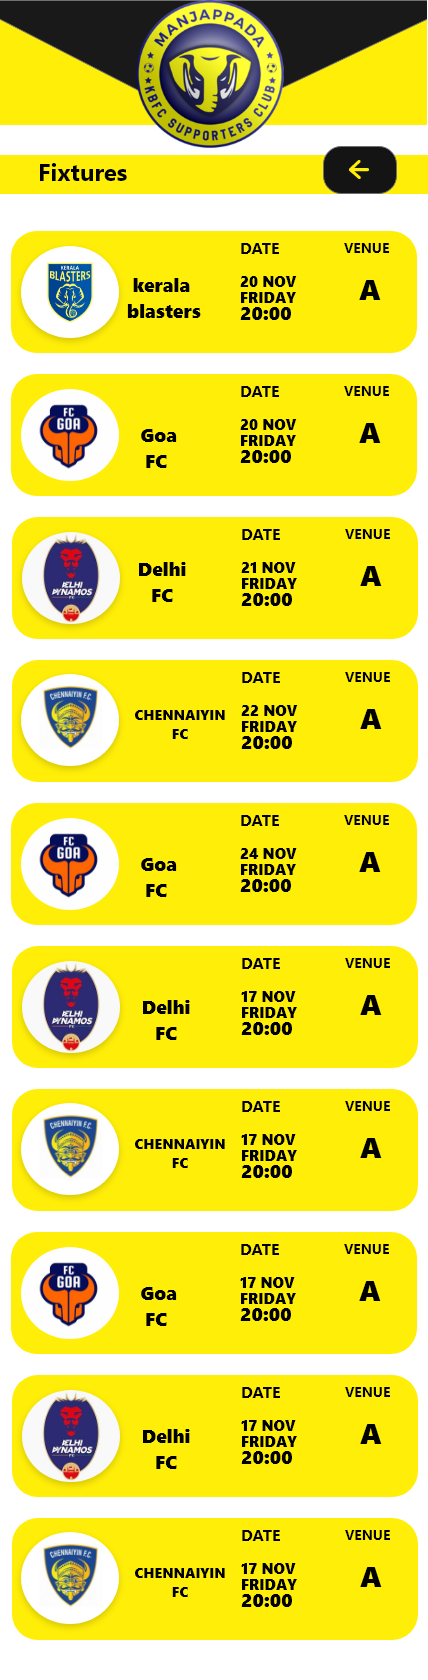 MANJAPPADA
KBFC SUPPORTERS CLUB
Fixtures
DATE
VENUE
KERALA
BLASTERS
kerala
blasters
20 NOV
FRIDAY
20:00
A
DATE
VENUE
FC
GOA
Goa
FC
20 NOV
FRIDAY
20:00
A
DATE
VENUE
ELHI
DYNAMOS
FC
Delhi
FC
21 NOV
FRIDAY
20:00
A
DATE
VENUE
CHENNAIYIN F.C.
CHENNAIYIN
FC
22 NOV
FRIDAY
20:00
A
DATE
VENUE
FC
GOA
Goa
FC
24 NOV
FRIDAY
20:00
A
DATE
VENUE
ELHI
DYNAMOS
FC
Delhi
FC
17 NOV
FRIDAY
20:00
A
DATE
VENUE
CHENNAIYIN F.C.
CHENNAIYIN
FC
17 NOV
FRIDAY
20:00
A
DATE
VENUE
FC
GOA
Goa
FC
17 NOV
FRIDAY
20:00
A
DATE
VENUE
ELHI
DYNAMOS
FC
Delhi
FC
17 NOV
FRIDAY
20:00
A
DATE
VENUE
CHENNAIYIN F.C.
CHENNAIYIN
FC
17 NOV
FRIDAY
20:00
A